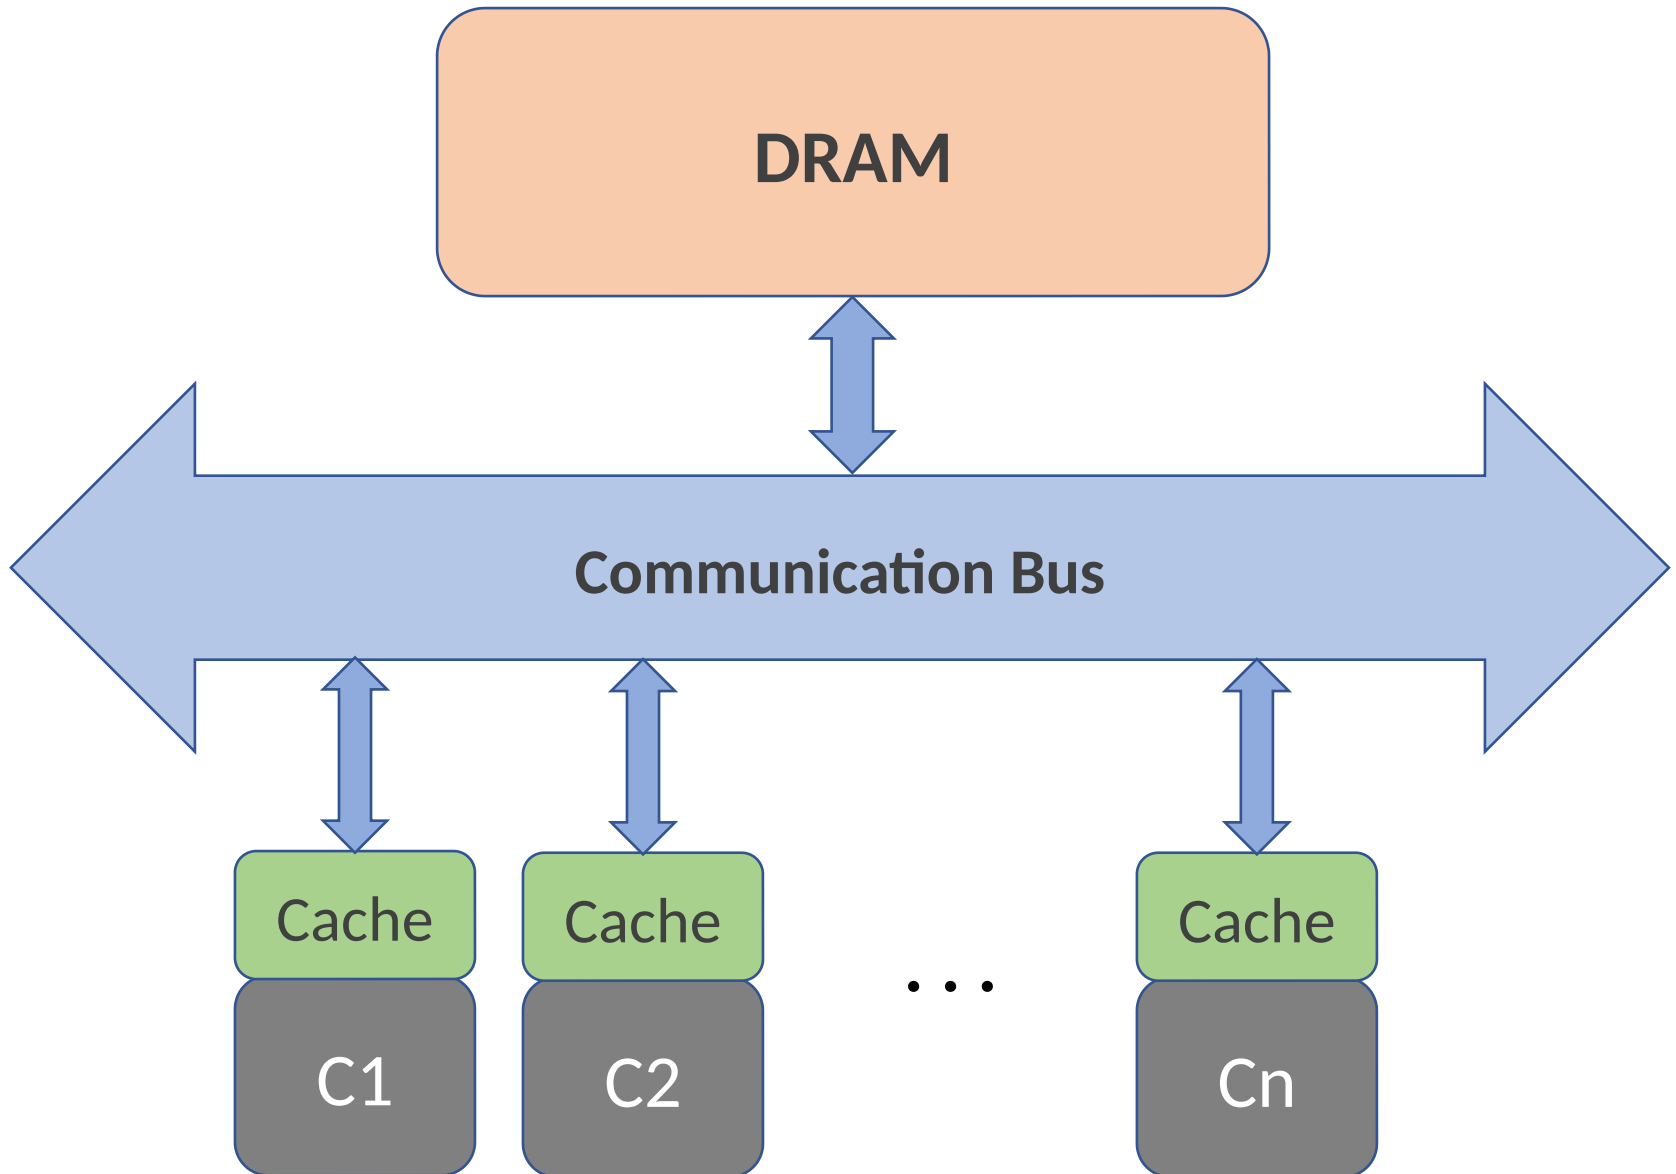 DRAM
Communication Bus
Cache
Cache
Cache
. . .
C1
C2
Cn